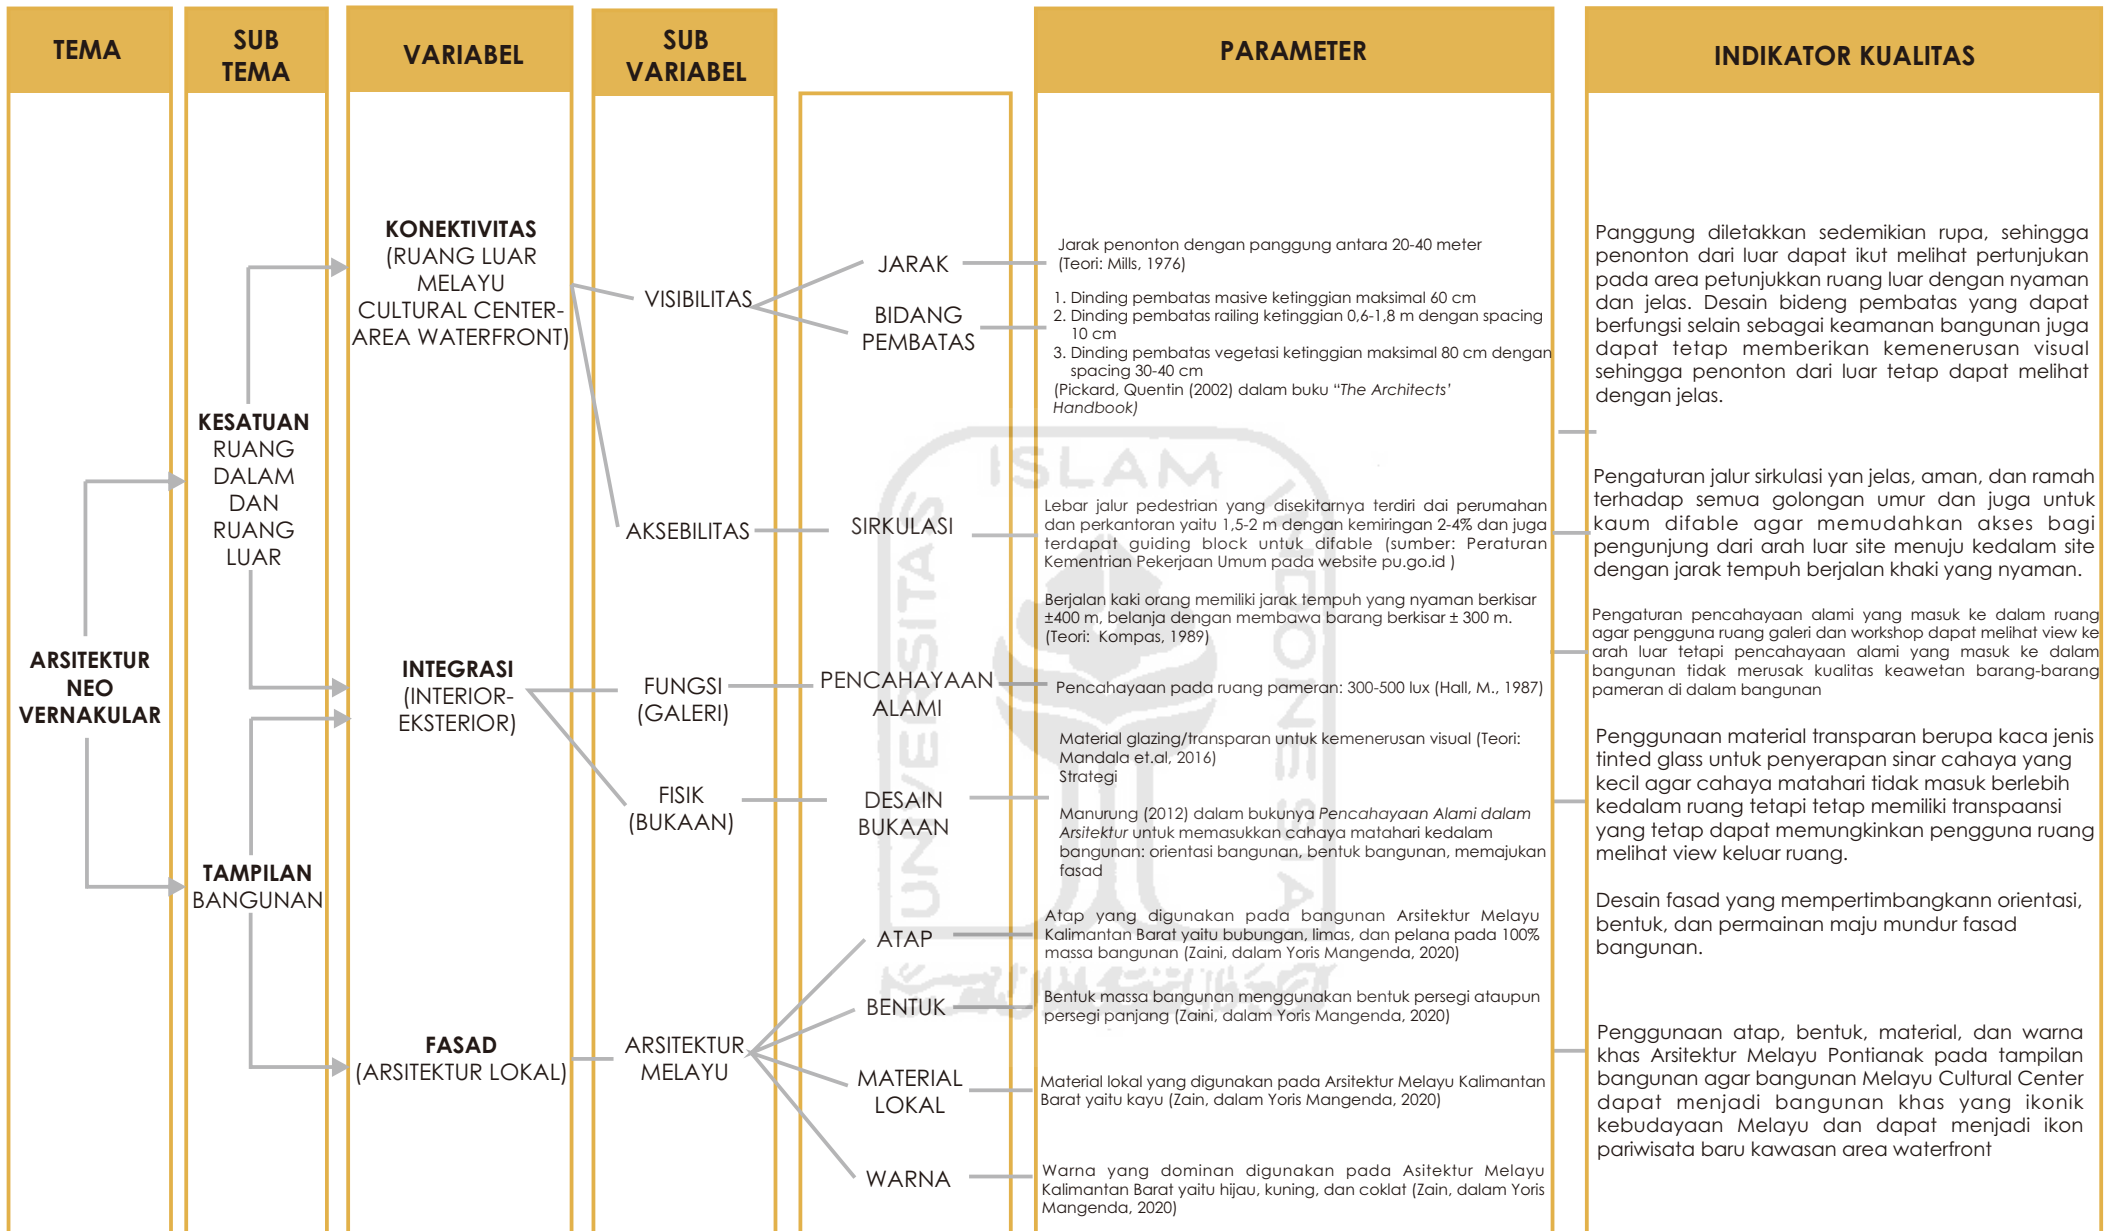 TEMA
SUB
TEMA
VARIABEL
SUB
VARIABEL
PARAMETER
INDIKATOR KUALITAS
ARSITEKTUR
NEO
VERNAKULAR
KESATUAN
RUANG
DALAM
DAN
RUANG
LUAR
TAMPILAN
BANGUNAN
KONEKTIVITAS
(RUANG LUAR
MELAYU
CULTURAL CENTER-
AREA WATERFRONT)
INTEGRASI
(INTERIOR-
EKSTERIOR)
FASAD
(ARSITEKTUR LOKAL)
VISIBILITAS
AKSEBILITAS
FUNGSI
(GALERI)
FISIK
(BUKAAN)
ARSITEKTUR
MELAYU
JARAK
BIDANG
PEMBATAS
SIRKULASI
PENCAHAYAAN
ALAMI
DESAIN
BUKAAN
ATAP
BENTUK
MATERIAL
LOKAL
WARNA
Jarak penonton dengan panggung antara 20-40 meter
(Teori: Mills, 1976)
1. Dinding pembatas masive ketinggian maksimal 60 cm
2. Dinding pembatas railing ketinggian 0,6-1,8 m dengan spacing
10 cm
3. Dinding pembatas vegetasi ketinggian maksimal 80 cm dengan
spacing 30-40 cm
(Pickard, Quentin (2002) dalam buku “The Architects’
Handbook)
Lebar jalur pedestrian yang disekitarnya terdiri dai perumahan
dan perkantoran yaitu 1,5-2 m dengan kemiringan 2-4% dan juga
terdapat guiding block untuk difable (sumber: Peraturan
Kementrian Pekerjaan Umum pada website pu.go.id )
Berjalan kaki orang memiliki jarak tempuh yang nyaman berkisar
±400 m, belanja dengan membawa barang berkisar ± 300 m.
(Teori: Kompas, 1989)
Pencahayaan pada ruang pameran: 300-500 lux (Hall, M., 1987)
Material glazing/transparan untuk kemenerusan visual (Teori:
Mandala et.al, 2016)
Strategi
Manurung (2012) dalam bukunya Pencahayaan Alami dalam
Arsitektur untuk memasukkan cahaya matahari kedalam
bangunan: orientasi bangunan, bentuk bangunan, memajukan
fasad
Atap yang digunakan pada bangunan Arsitektur Melayu
Kalimantan Barat yaitu bubungan, limas, dan pelana pada 100%
massa bangunan (Zaini, dalam Yoris Mangenda, 2020)
Bentuk massa bangunan menggunakan bentuk persegi ataupun
persegi panjang (Zaini, dalam Yoris Mangenda, 2020)
Material lokal yang digunakan pada Arsitektur Melayu Kalimantan
Barat yaitu kayu (Zain, dalam Yoris Mangenda, 2020)
Warna yang dominan digunakan pada Asitektur Melayu
Kalimantan Barat yaitu hijau, kuning, dan coklat (Zain, dalam Yoris
Mangenda, 2020)
Panggung diletakkan sedemikian rupa, sehingga
penonton dari luar dapat ikut melihat pertunjukan
pada area petunjukkan ruang luar dengan nyaman
dan jelas. Desain bideng pembatas yang dapat
berfungsi selain sebagai keamanan bangunan juga
dapat tetap memberikan kemenerusan visual
sehingga penonton dari luar tetap dapat melihat
dengan jelas.
Pengaturan jalur sirkulasi yan jelas, aman, dan ramah
terhadap semua golongan umur dan juga untuk
kaum difable agar memudahkan akses bagi
pengunjung dari arah luar site menuju kedalam site
dengan jarak tempuh berjalan khaki yang nyaman.
Pengaturan pencahayaan alami yang masuk ke dalam ruang
agar pengguna ruang galeri dan workshop dapat melihat view ke
arah luar tetapi pencahayaan alami yang masuk ke dalam
bangunan tidak merusak kualitas keawetan barang-barang
pameran di dalam bangunan
Penggunaan material transparan berupa kaca jenis
tinted glass untuk penyerapan sinar cahaya yang
kecil agar cahaya matahari tidak masuk berlebih
kedalam ruang tetapi tetap memiliki transpaansi
yang tetap dapat memungkinkan pengguna ruang
melihat view keluar ruang.
Desain fasad yang mempertimbangkann orientasi,
bentuk, dan permainan maju mundur fasad
bangunan.
Penggunaan atap, bentuk, material, dan warna
khas Arsitektur Melayu Pontianak pada tampilan
bangunan agar bangunan Melayu Cultural Center
dapat menjadi bangunan khas yang ikonik
kebudayaan Melayu dan dapat menjadi ikon
pariwisata baru kawasan area waterfront
UNIVERSITAS
ISLAM
INDONESIA